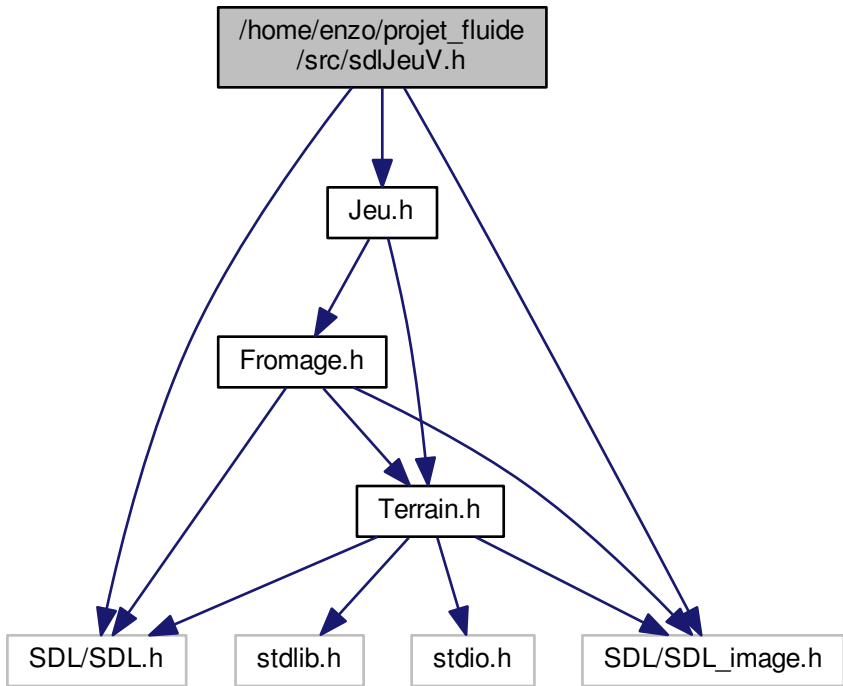 /home/enzo/projet_fluide
/src/sdlJeuV.h
Jeu.h
Fromage.h
Terrain.h
SDL/SDL.h
stdlib.h
stdio.h
SDL/SDL_image.h